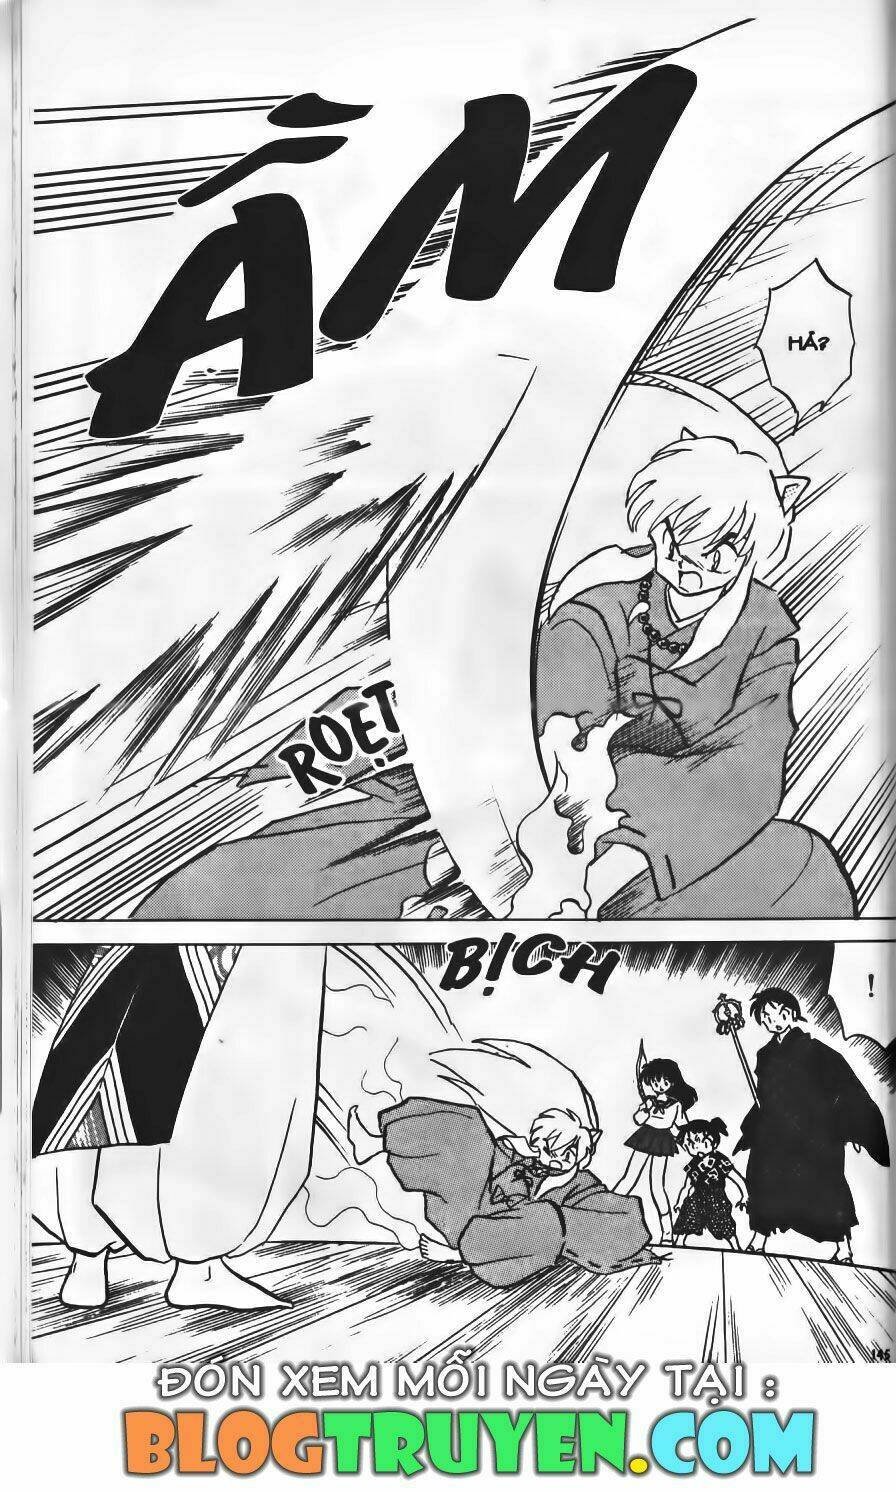 ẦM
HẢ?
ROẸT
BỊCH
!
145
ĐÓN XEM MỖI NGÀY TẠI :
BLOGTRUYEN.COM